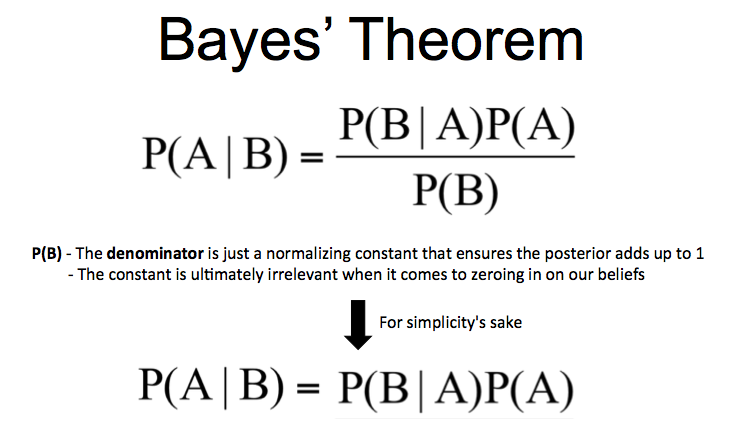 Bayes’ Theorem
P(A|B) = P(B|A)P(A)
P(B)
P(B) - The denominator is just a normalizing constant that ensures the posterior adds up to 1
- The constant is ultimately irrelevant when it comes to zeroing in on our beliefs
For simplicity's sake
P(A|B) = P(B|A)P(A)